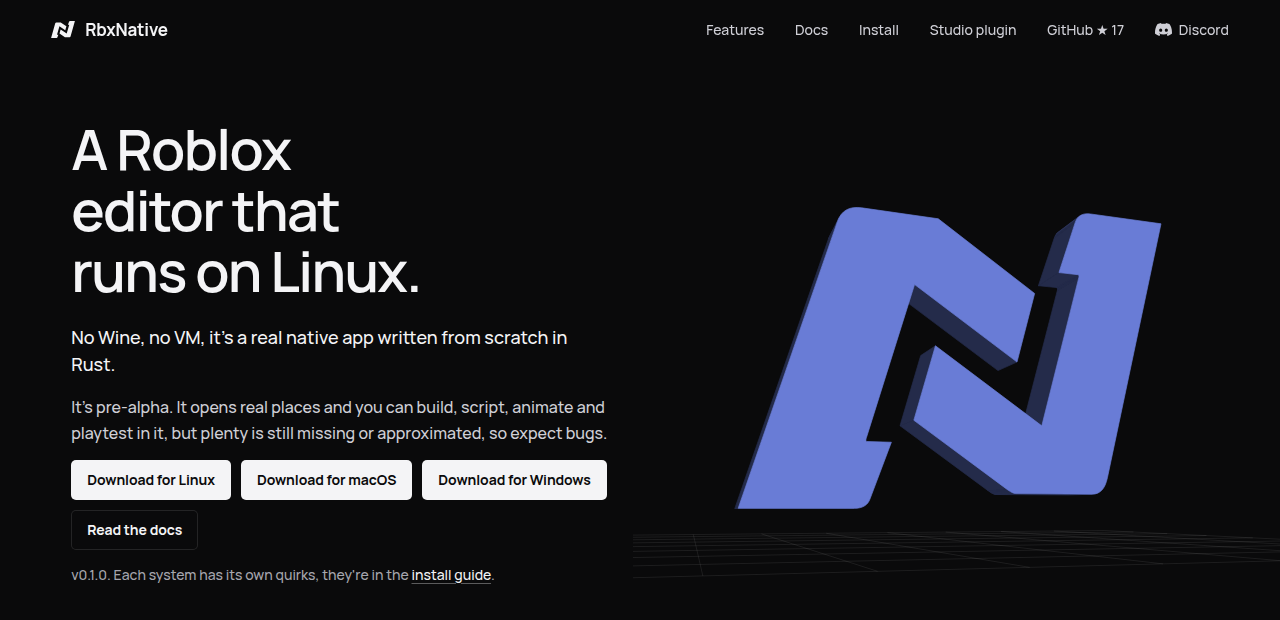 RbxNative
Features
Docs
Install
Studio plugin
GitHub ★ 17
Discord
A Roblox
editor that
runs on Linux.
No Wine, no VM, it's a real native app written from scratch in
Rust.
It's pre-alpha. It opens real places and you can build, script, animate and
playtest in it, but plenty is still missing or approximated, so expect bugs.
Download for Linux
Download for macOS
Download for Windows
Read the docs
v0.1.0. Each system has its own quirks, they're in the install guide.